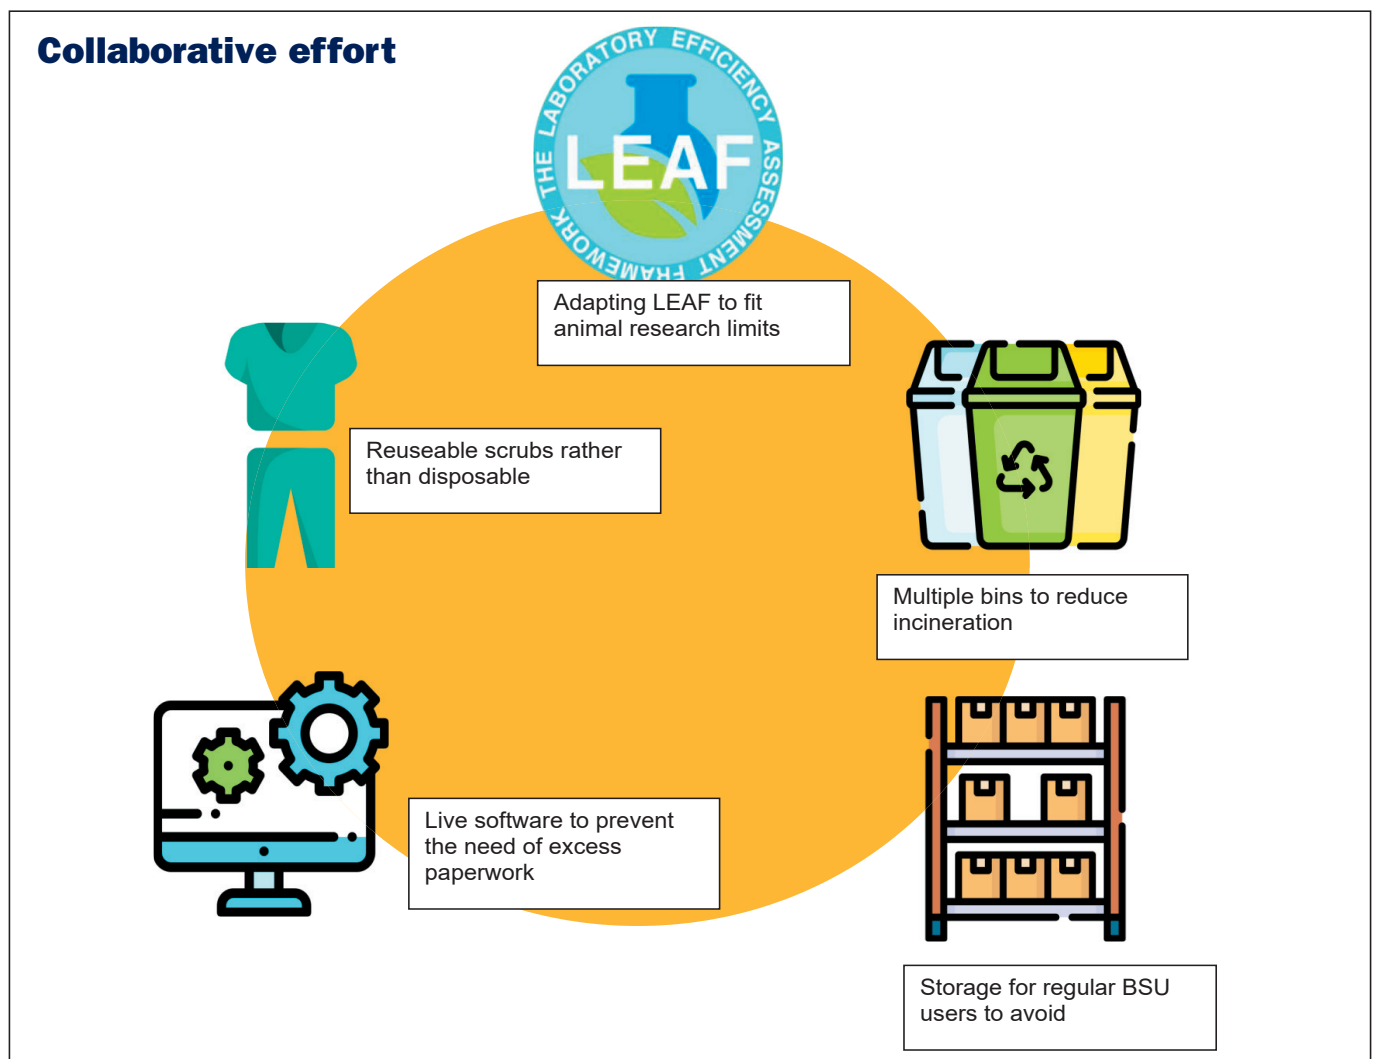 Collaborative effort
THE LABORATORY EFFICIENCY ASSESSMENT FRAMEWORK
LEAF
Adapting LEAF to fit
animal research limits
Reuseable scrubs rather
than disposable
Multiple bins to reduce
incineration
Live software to prevent
the need of excess
paperwork
Storage for regular BSU
users to avoid